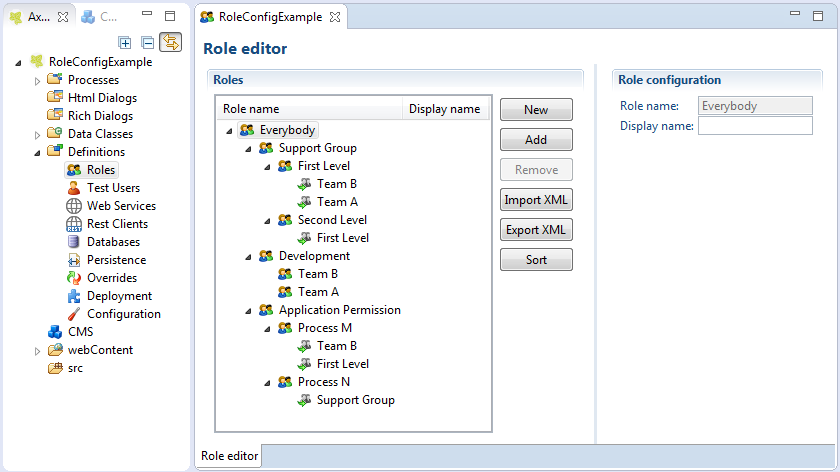 Ax...
C...
RoleConfigExample
Processes
Html Dialogs
Rich Dialogs
Data Classes
Definitions
Roles
Test Users
Web Services
REST Rest Clients
Databases
Persistence
Overrides
Deployment
Configuration
CMS
webContent
src
RoleConfigExample
Role editor
Roles
Role name Display name
Everybody
Support Group
First Level
Team B
Team A
Second Level
First Level
Development
Team B
Team A
Application Permission
Process M
Team B
First Level
Process N
Support Group
New
Add
Remove
Import XML
Export XML
Sort
Role configuration
Role name: Everybody
Display name:
Role editor